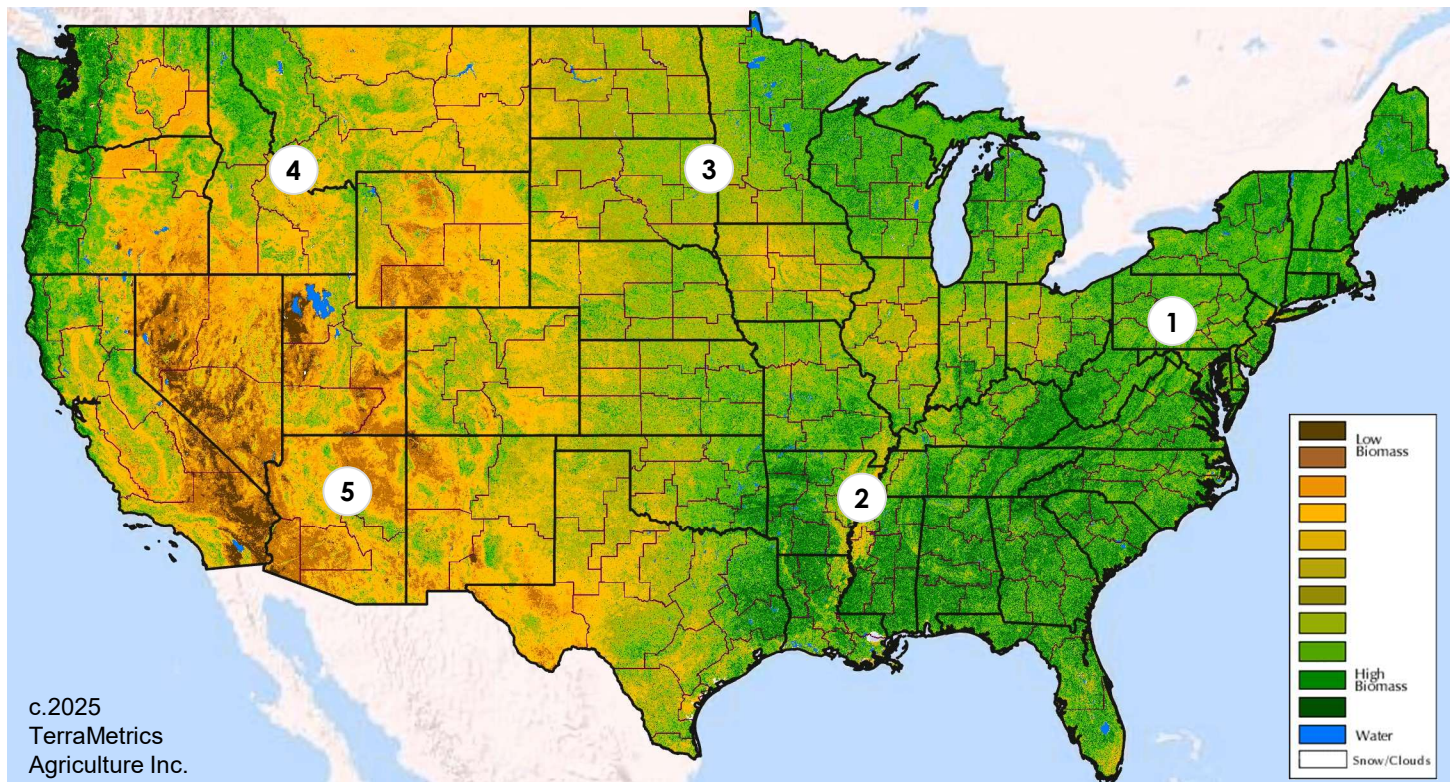 4
3
1
2
5
Low
Biomass
High
Biomass
Water
Snow/Clouds
c.2025
TerraMetrics
Agriculture Inc.